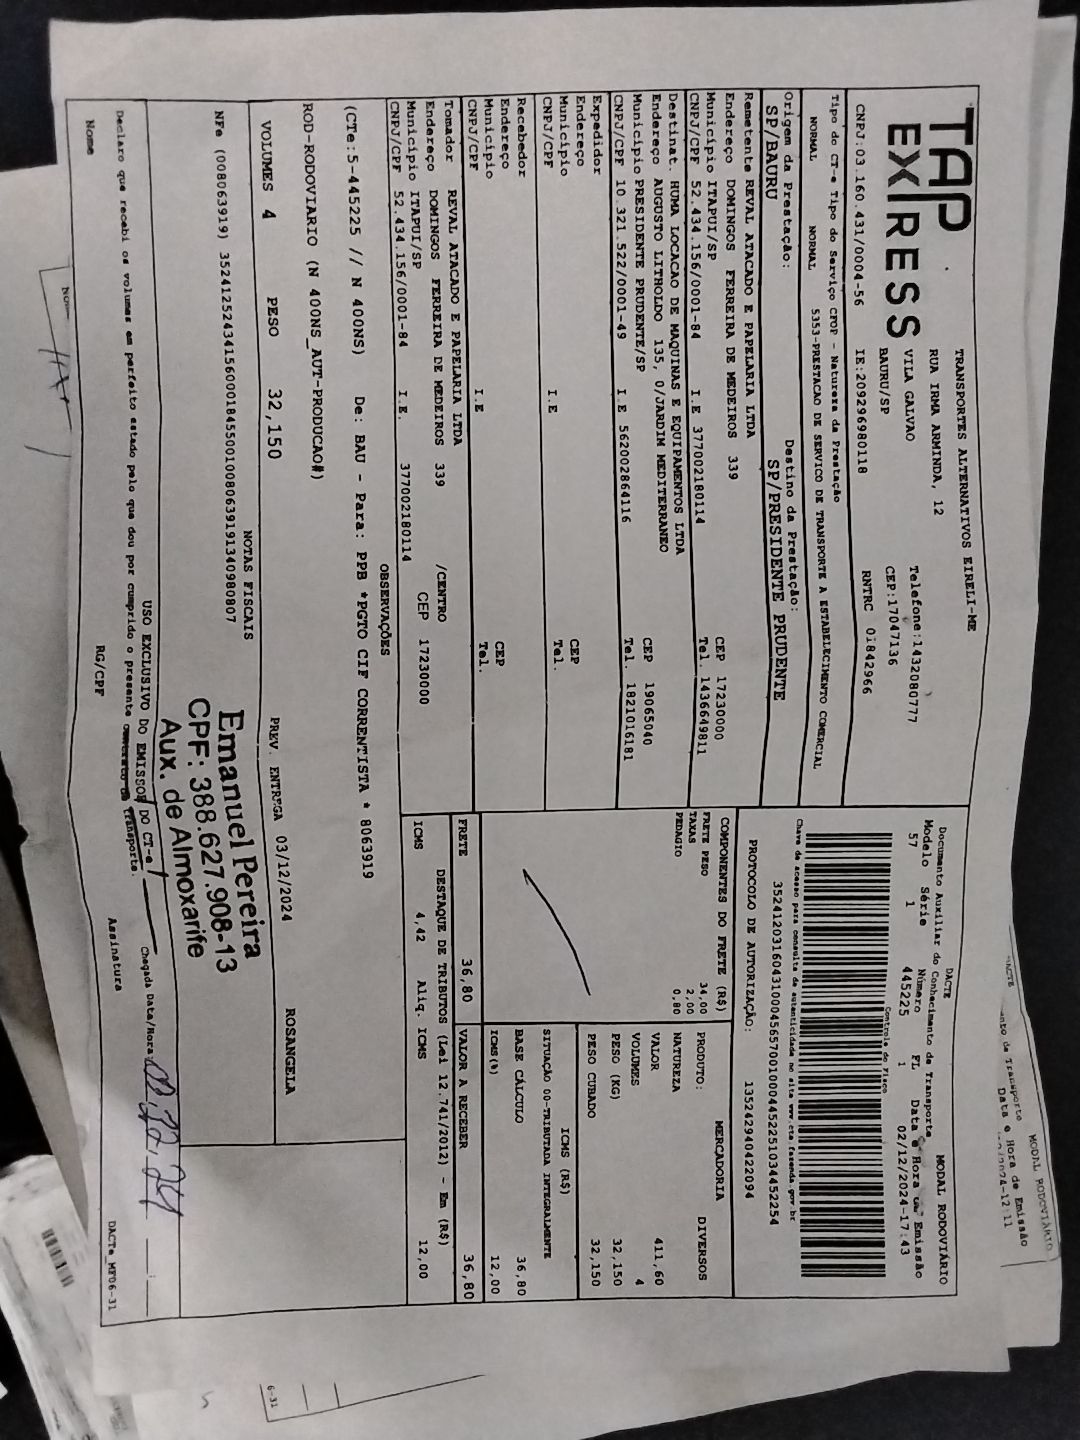 TAP
EXPRESS
TRANSPORTES ALTERNATIVOS EIRELI-ME
RUA IRMA ARMINDA, 12
VILA GALVAO
BAURU/SP
Telefone:1432080777
CEP:17047136
CNPJ:03.160.431/0004-56 IE:209296980118 RNTRC 01842966
Tipo do CT-e Tipo do Serviço CFOP - Natureza da Prestação
NORMAL NORMAL 5353-PRESTACAO DE SERVICO DE TRANSPORTE A ESTABELECIMENTO COMERCIAL
Origem da Prestação: Destino da Prestação:
SP/BAURU SP/PRESIDENTE PRUDENTE
Remetente REVAL ATACADO E PAPELARIA LTDA
Endereço DOMINGOS FERREIRA DE MEDEIROS 339
Município ITAPUI/SP CEP 17230000
CNPJ/CPF 52.434.156/0001-84 I.E 377002180114 Tel. 1436649811
Destinat. HUMA LOCACAO DE MAQUINAS E EQUIPAMENTOS LTDA
Endereço AUGUSTO LITHOLDO 135, 0/JARDIM MEDITERRANEO
Município PRESIDENTE PRUDENTE/SP CEP 19065040
CNPJ/CPF 10.321.522/0001-49 I.E 562002864116 Tel. 1821016181
Expedidor
Endereço
Município CEP
CNPJ/CPF I.E Tel.
Recebedor
Endereço
Município CEP
CNPJ/CPF I.E Tel.
Tomador REVAL ATACADO E PAPELARIA LTDA
Endereço DOMINGOS FERREIRA DE MEDEIROS 339 /CENTRO
Município ITAPUI/SP CEP 17230000
CNPJ/CPF 52.434.156/0001-84 I.E. 377002180114
DACTE MODAL RODOVIÁRIO
Documento Auxiliar do Conhecimento de Transporte
Modelo Série Número FL Data e Hora de Emissão
57 1 445225 1 02/12/2024-17:43
Controle do Fisco
Chave de acesso para consulta de autenticidade no site www.cte.fazenda.gov.br
35241203160431000456570010004452251034452254
PROTOCOLO DE AUTORIZAÇÃO: 135242940422094
COMPONENTES DO FRETE (R$)
FRETE PESO 34,00
TAXAS 2,00
PEDAGIO 0,80
MERCADORIA
PRODUTO: DIVERSOS
NATUREZA
VALOR 411,60
VOLUMES 4
PESO (KG) 32,150
PESO CUBADO 32,150
ICMS (R$)
SITUAÇÃO 00-TRIBUTADA INTEGRALMENTE
BASE CÁLCULO 36,80
ICMS(%) 12,00
FRETE 36,80 VALOR A RECEBER 36,80
DESTAQUE DE TRIBUTOS (Lei 12.741/2012) - Em (R$)
ICMS 4,42 Aliq. ICMS 12,00
OBSERVAÇÕES
(CTe:5-445225 // N 400NS) De: BAU - Para: PPB *PGTO CIF CORRENTISTA * 8063919
ROD-RODOVIARIO (N 400NS_AUT-PRODUCAO#)
VOLUMES 4 PESO 32,150 PREV. ENTREGA 03/12/2024 ROSANGELA
NOTAS FISCAIS
NFe (008063919) 35241252434156000184550010080639191340980807
Emanuel Pereira
CPF: 388.627.908-13
Aux. de Almoxarife
USO EXCLUSIVO DO EMISSOR DO CT-e
Declaro que recebi os volumes em perfeito estado pelo que dou por cumprido o presente contrato de transporte.
Chegada Data/Hora
Nome RG/CPF Assinatura
DACTe_MF06-31
MODAL RODOVIÁRIO
Data e Hora de Emissão
6-31